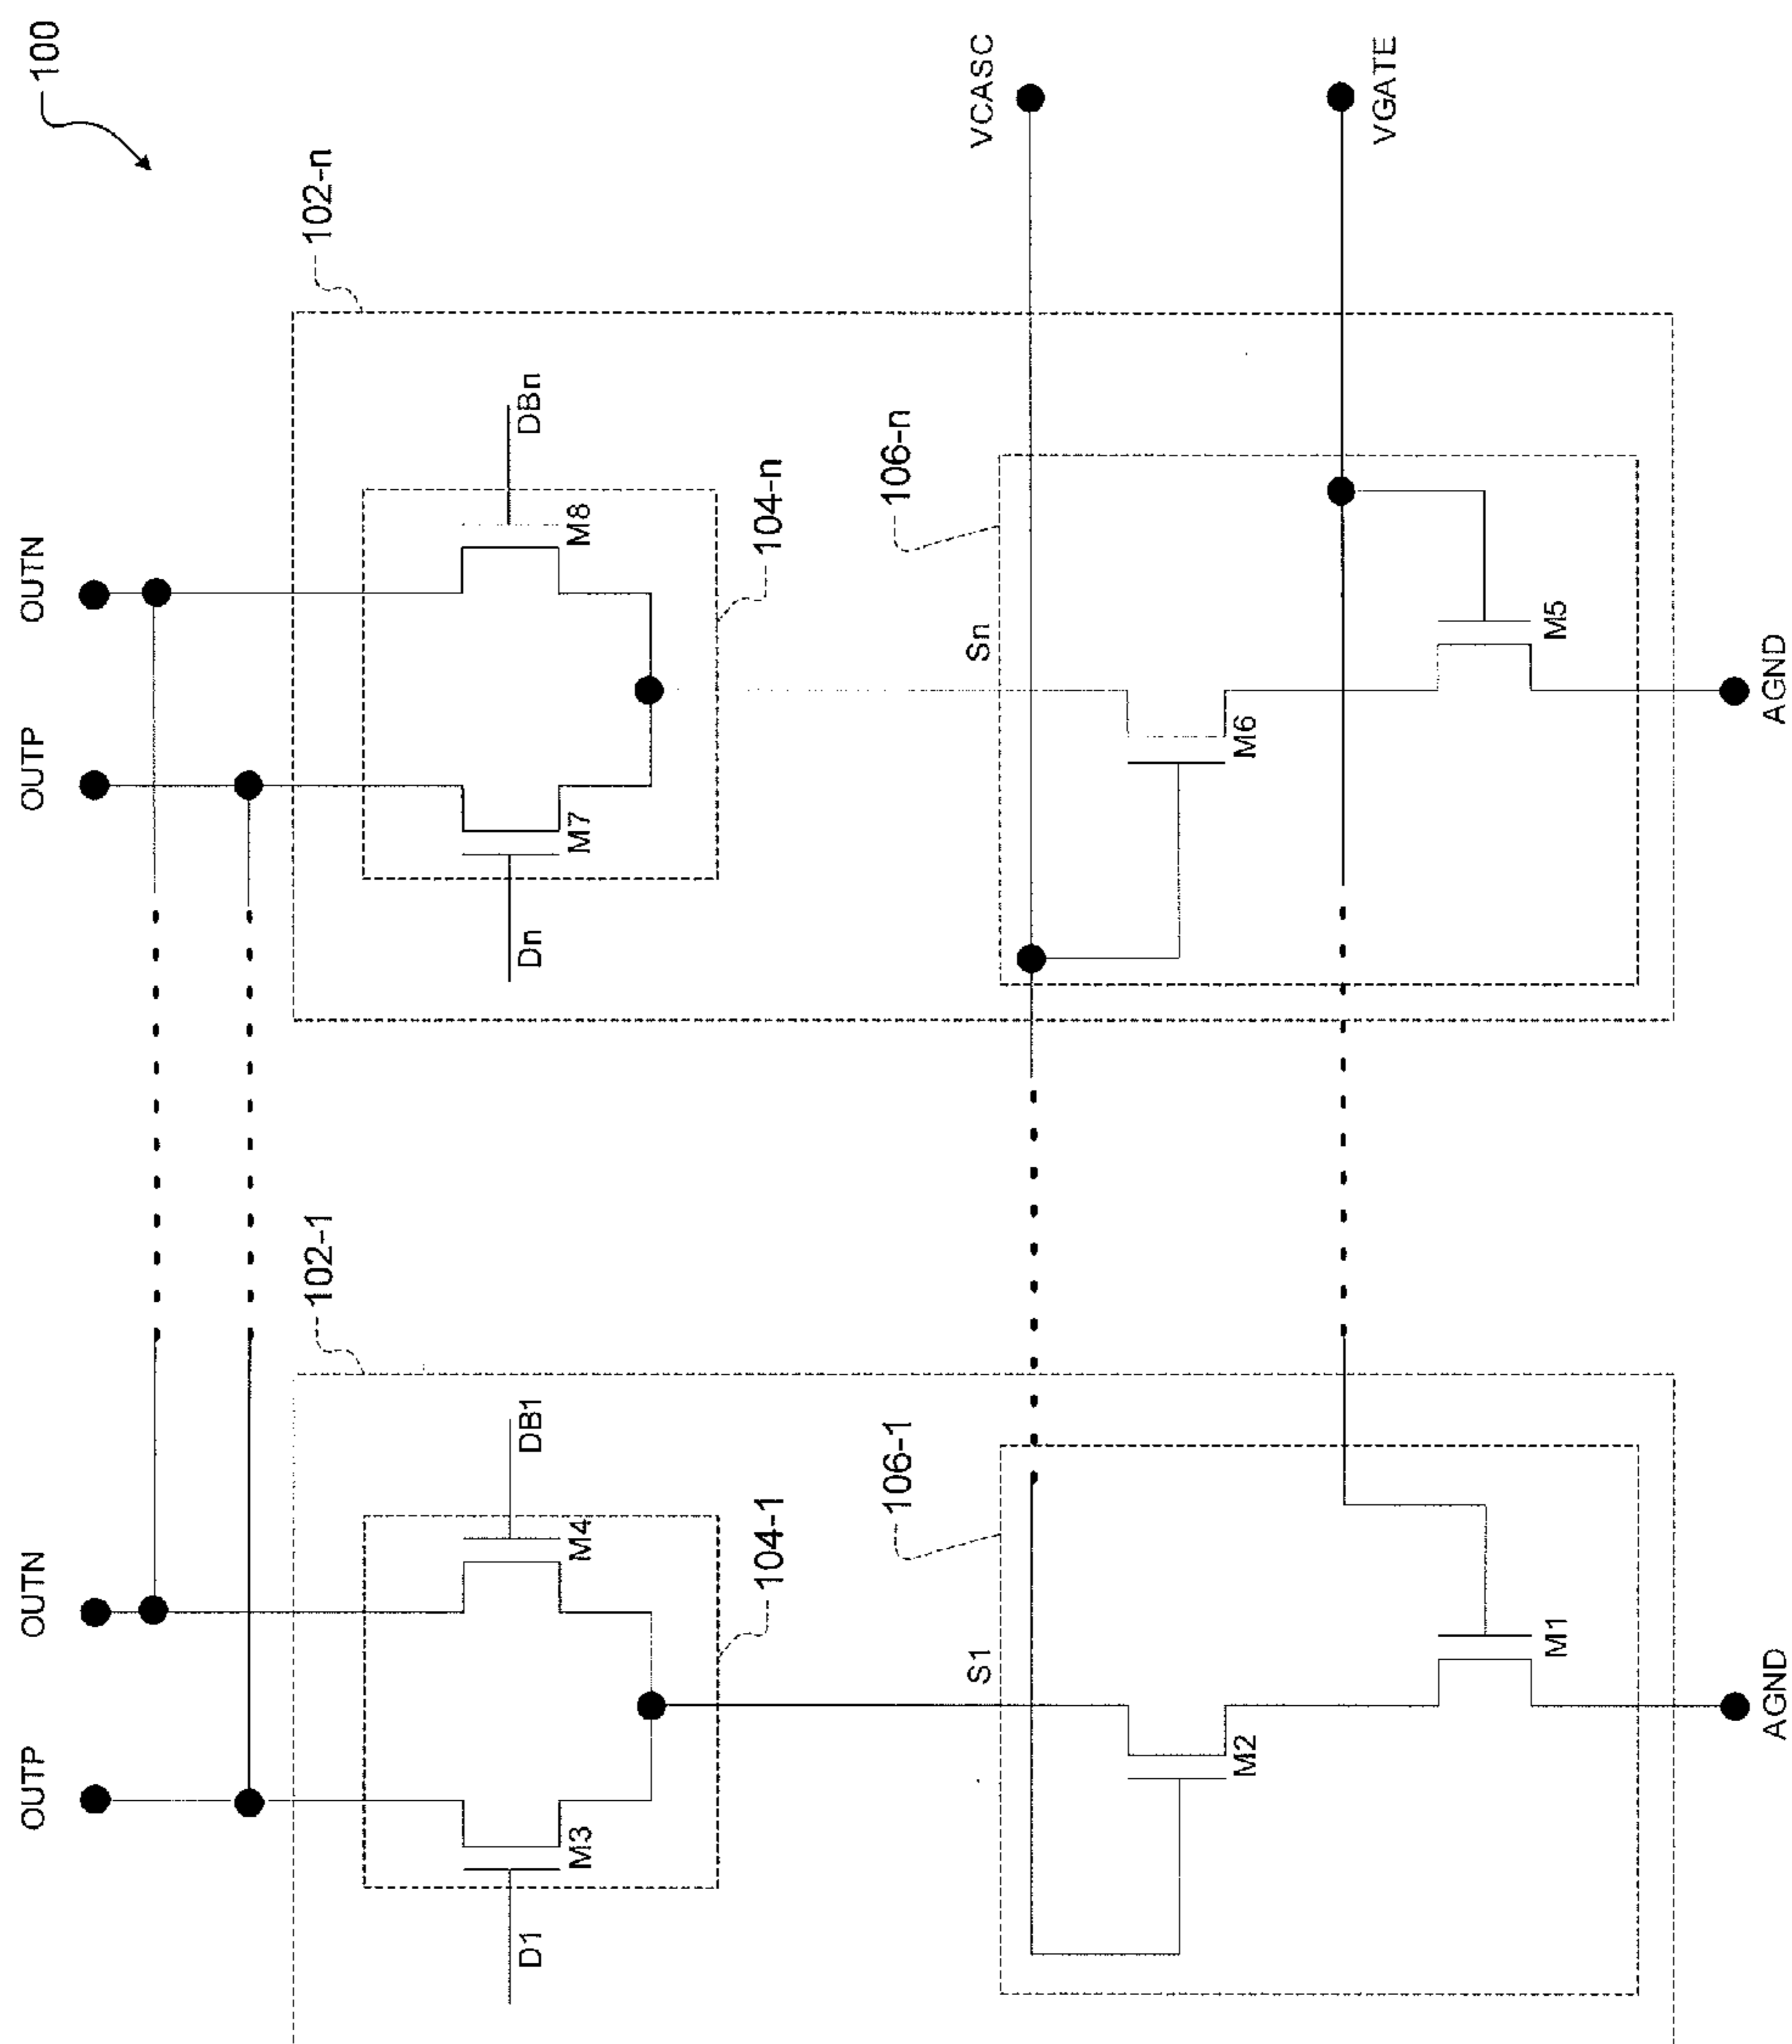 100
OUTP
OUTN
OUTP
OUTN
102-1
102-n
D1
M3
M4
DB1
Dn
M7
M8
DBn
104-1
104-n
S1
106-1
Sn
106-n
VCASC
M2
M6
VGATE
M1
M5
AGND
AGND